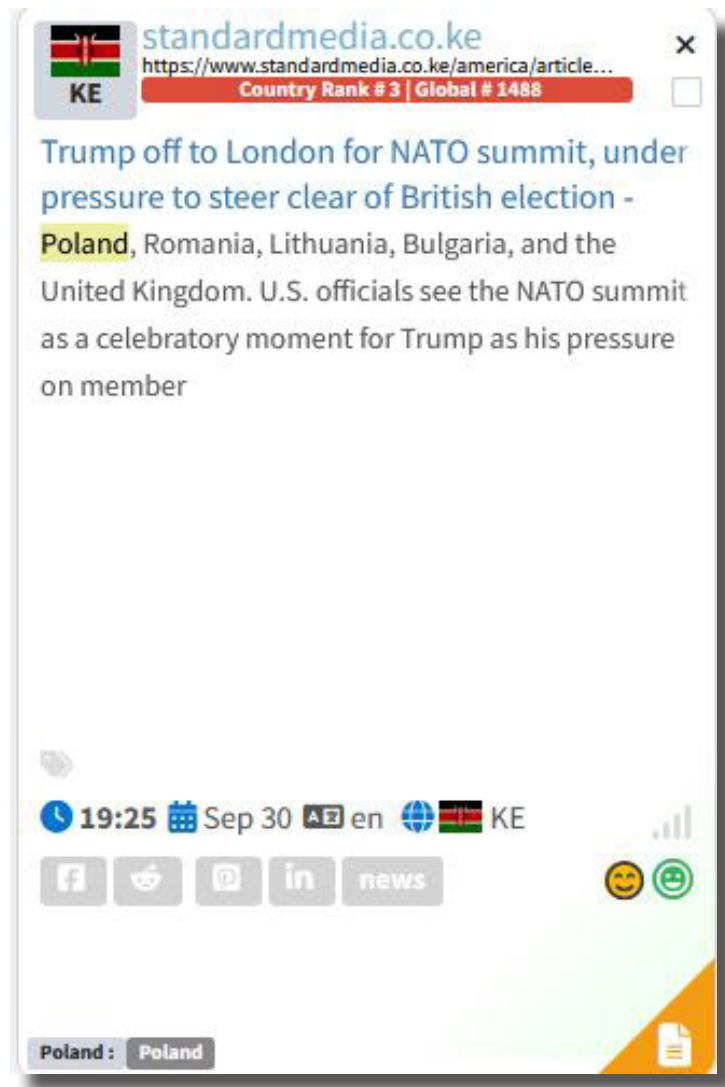 standardmedia.co.ke
https://www.standardmedia.co.ke/america/article...
KE
Country Rank # 3 | Global # 1488
Trump off to London for NATO summit, under
pressure to steer clear of British election -
Poland, Romania, Lithuania, Bulgaria, and the
United Kingdom. U.S. officials see the NATO summit
as a celebratory moment for Trump as his pressure
on member
19:25 Sep 30 en KE
news
Poland : Poland